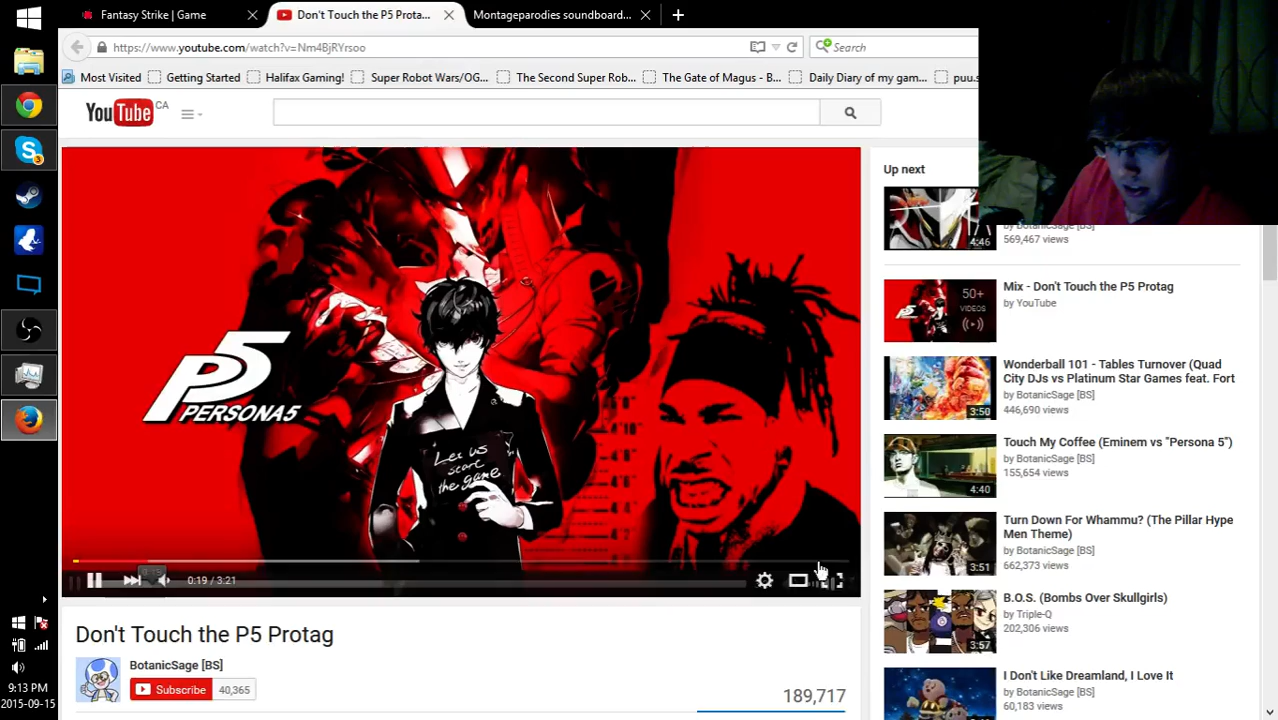 Fantasy Strike | Game
Don't Touch the P5 Prota...
Montageparodies soundboard...
https://www.youtube.com/watch?v=Nm4BjRYrsoo
Search
Most Visited
Getting Started
Halifax Gaming!
Super Robot Wars/OG...
The Second Super Rob...
The Gate of Magus - B...
Daily Diary of my gam...
puu.s
YouTube CA
Up next
by BotanicSage [BS]
569,467 views
4:46
Mix - Don't Touch the P5 Protag
by YouTube
50+
VIDEOS
P5
PERSONA5
Let us
start
the game
Wonderball 101 - Tables Turnover (Quad
City DJs vs Platinum Star Games feat. Fort
by BotanicSage [BS]
446,690 views
3:50
Touch My Coffee (Eminem vs "Persona 5")
by BotanicSage [BS]
155,654 views
4:40
Turn Down For Whammu? (The Pillar Hype
Men Theme)
by BotanicSage [BS]
662,373 views
3:51
B.O.S. (Bombs Over Skullgirls)
by Triple-Q
202,306 views
3:57
I Don't Like Dreamland, I Love It
by BotanicSage [BS]
60,183 views
0:19 / 3:21
Don't Touch the P5 Protag
BotanicSage [BS]
Subscribe 40,365
189,717
3
9:13 PM
2015-09-15